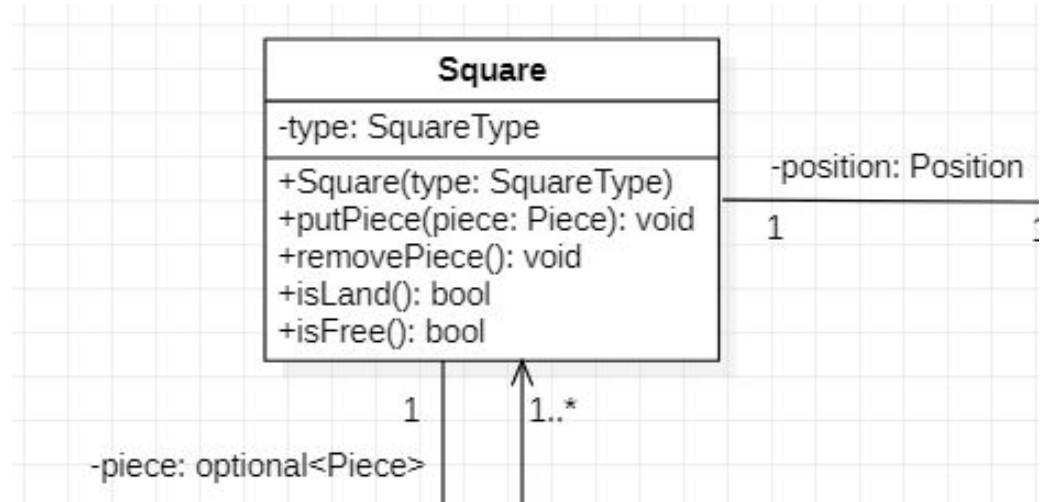 Square
-type: SquareType
+Square(type: SquareType)
+putPiece(piece: Piece): void
+removePiece(): void
+isLand(): bool
+isFree(): bool
-position: Position
1
1
1..*
-piece: optional<Piece>